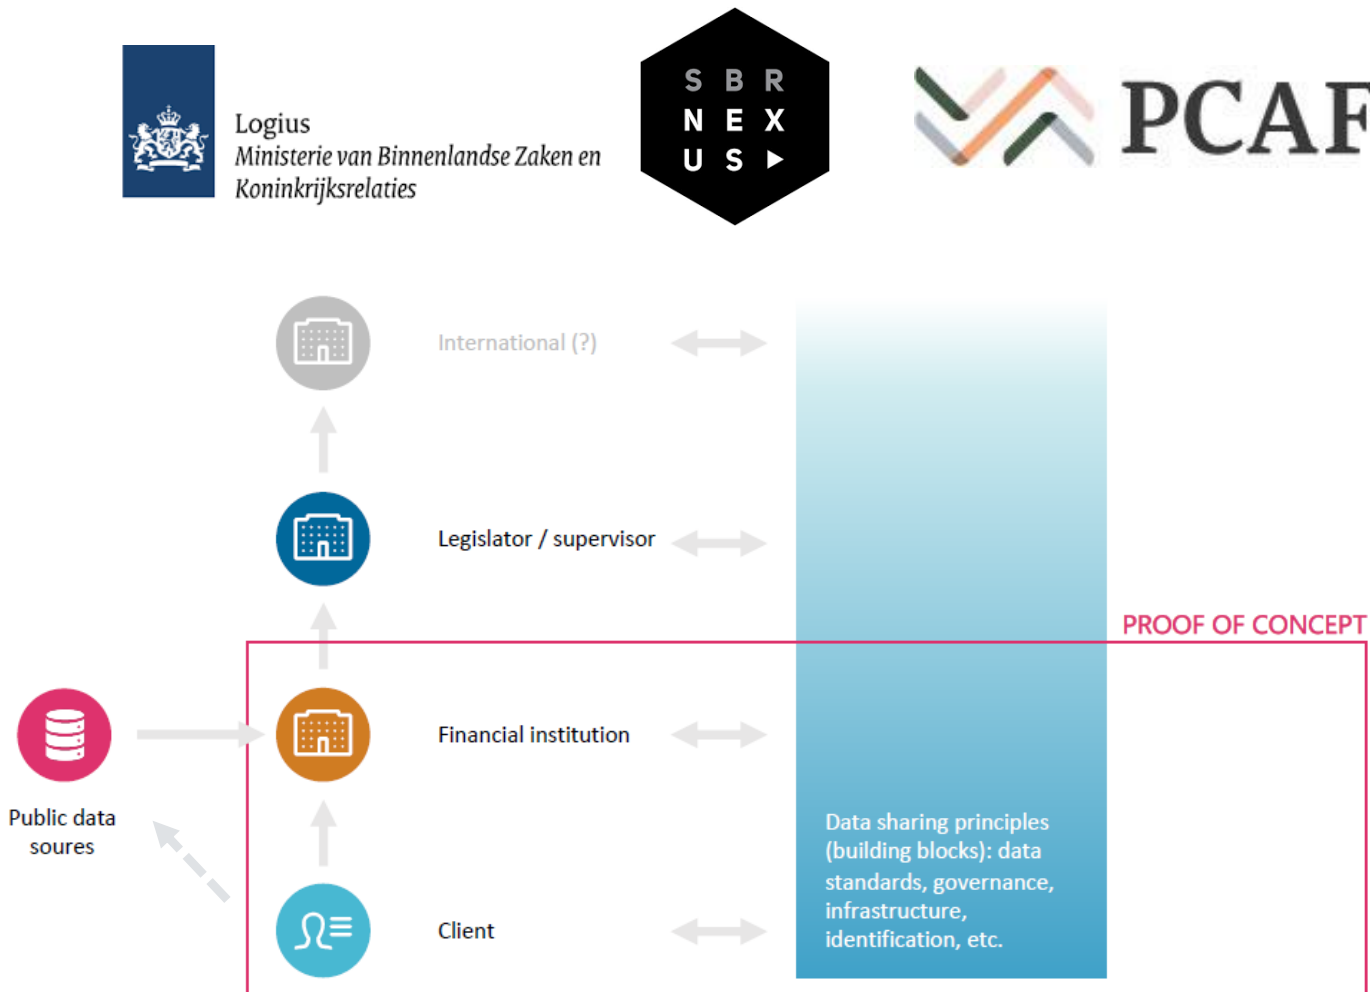 Logius
Ministerie van Binnenlandse Zaken en
Koninkrijksrelaties
S B R
N E X
U S
PCAF
International (?)
Legislator / supervisor
PROOF OF CONCEPT
Financial institution
Public data
soures
Data sharing principles
(building blocks): data
standards, governance,
infrastructure,
identification, etc.
Client